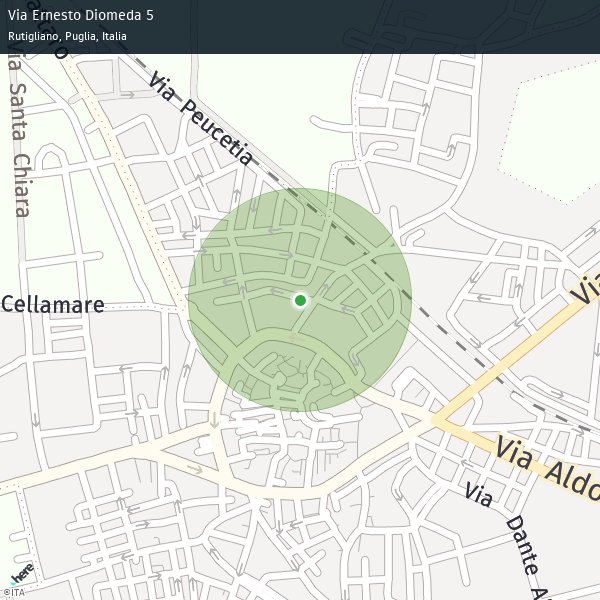 Via Ernesto Diomeda 5
Rutigliano, Puglia, Italia
Via Santa Chiara
Via Peucetia
Cellamare
Via Aldo
Via Dante A
here
©ITA